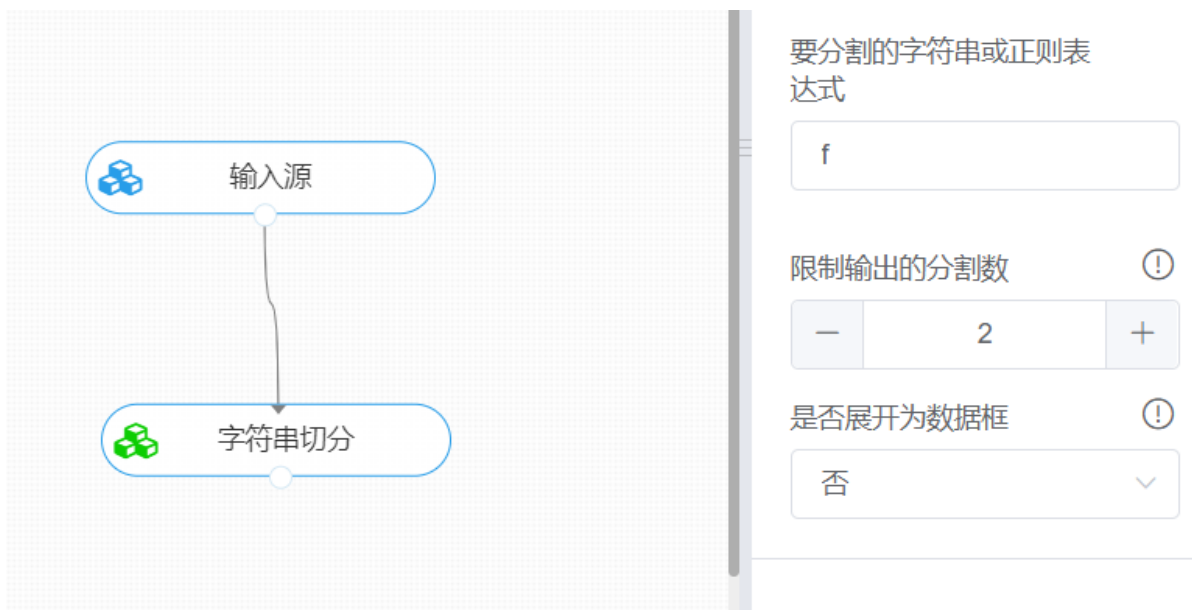 输入源
字符串切分
要分割的字符串或正则表
达式
f
限制输出的分割数
2
是否展开为数据框
否